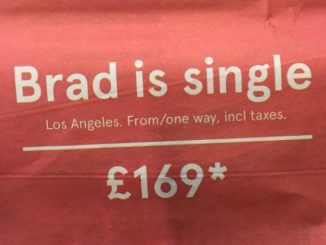 Brad is single
Los Angeles. From/one way, incl taxes.
£169*